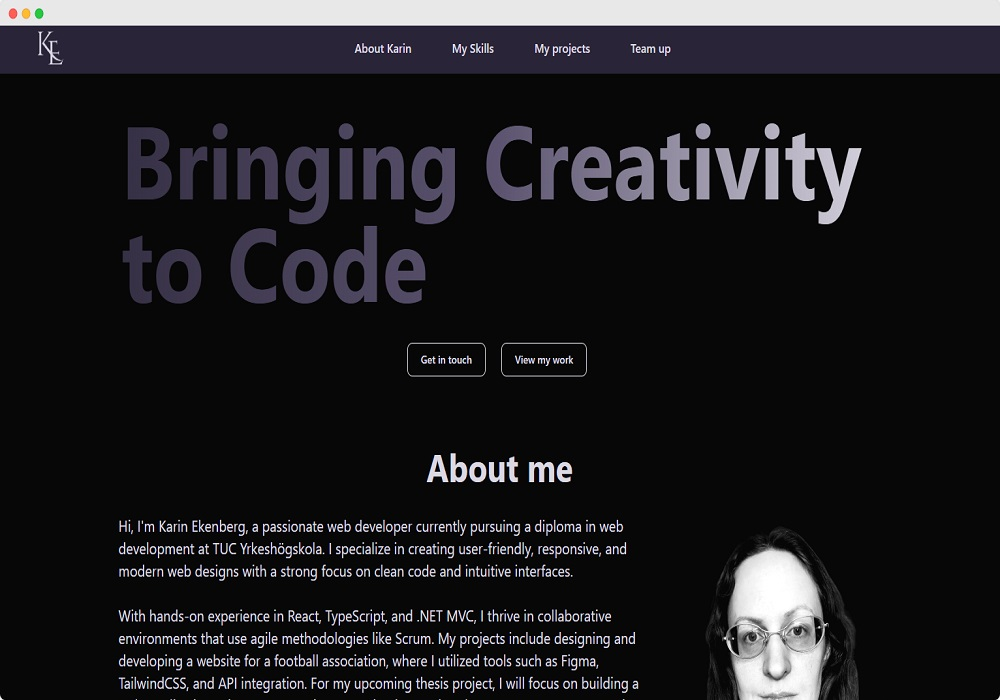 KE
About Karin
My Skills
My projects
Team up
Bringing Creativity
to Code
Get in touch
View my work
About me
Hi, I'm Karin Ekenberg, a passionate web developer currently pursuing a diploma in web
development at TUC Yrkeshögskola. I specialize in creating user-friendly, responsive, and
modern web designs with a strong focus on clean code and intuitive interfaces.
With hands-on experience in React, TypeScript, and .NET MVC, I thrive in collaborative
environments that use agile methodologies like Scrum. My projects include designing and
developing a website for a football association, where I utilized tools such as Figma,
TailwindCSS, and API integration. For my upcoming thesis project, I will focus on building a